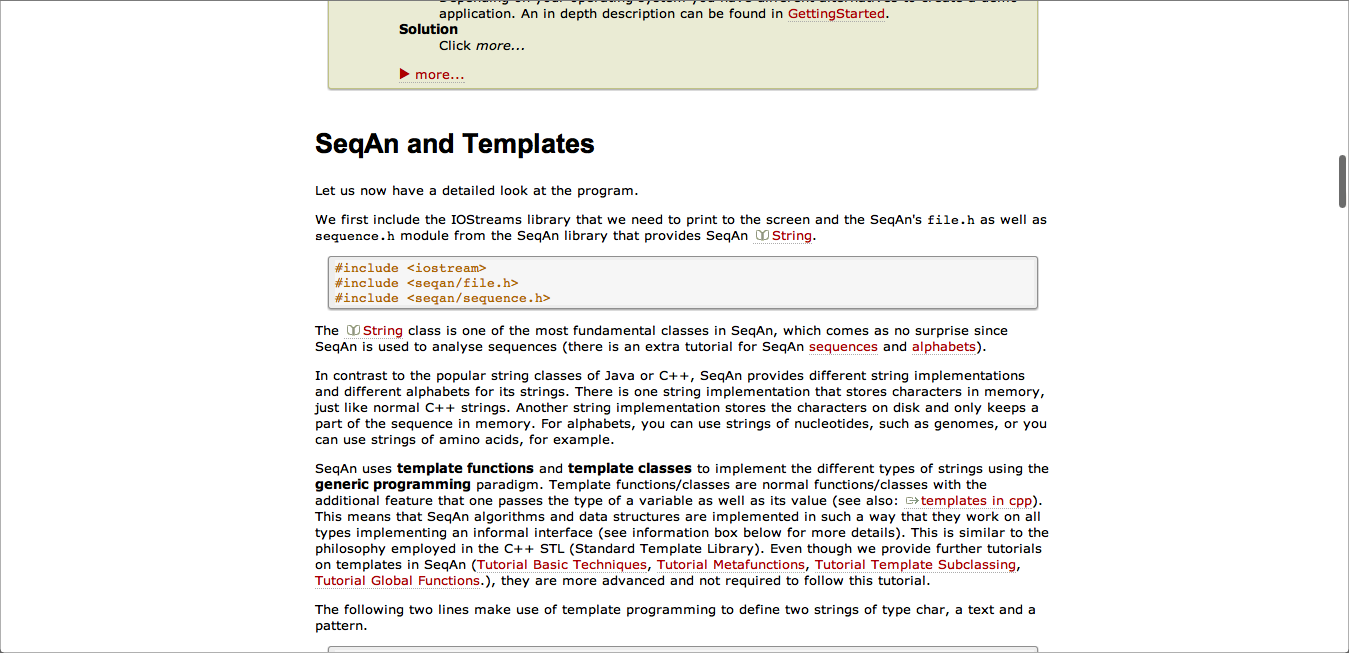 Depending on your operating system you have different alternatives to create a demo
application. An in depth description can be found in GettingStarted.
Solution
Click more...
more...
SeqAn and Templates
Let us now have a detailed look at the program.
We first include the IOStreams library that we need to print to the screen and the SeqAn's file.h as well as
sequence.h module from the SeqAn library that provides SeqAn String.
#include <iostream>
#include <seqan/file.h>
#include <seqan/sequence.h>
The String class is one of the most fundamental classes in SeqAn, which comes as no surprise since
SeqAn is used to analyse sequences (there is an extra tutorial for SeqAn sequences and alphabets).
In contrast to the popular string classes of Java or C++, SeqAn provides different string implementations
and different alphabets for its strings. There is one string implementation that stores characters in memory,
just like normal C++ strings. Another string implementation stores the characters on disk and only keeps a
part of the sequence in memory. For alphabets, you can use strings of nucleotides, such as genomes, or you
can use strings of amino acids, for example.
SeqAn uses template functions and template classes to implement the different types of strings using the
generic programming paradigm. Template functions/classes are normal functions/classes with the
additional feature that one passes the type of a variable as well as its value (see also: templates in cpp).
This means that SeqAn algorithms and data structures are implemented in such a way that they work on all
types implementing an informal interface (see information box below for more details). This is similar to the
philosophy employed in the C++ STL (Standard Template Library). Even though we provide further tutorials
on templates in SeqAn (Tutorial Basic Techniques, Tutorial Metafunctions, Tutorial Template Subclassing,
Tutorial Global Functions.), they are more advanced and not required to follow this tutorial.
The following two lines make use of template programming to define two strings of type char, a text and a
pattern.